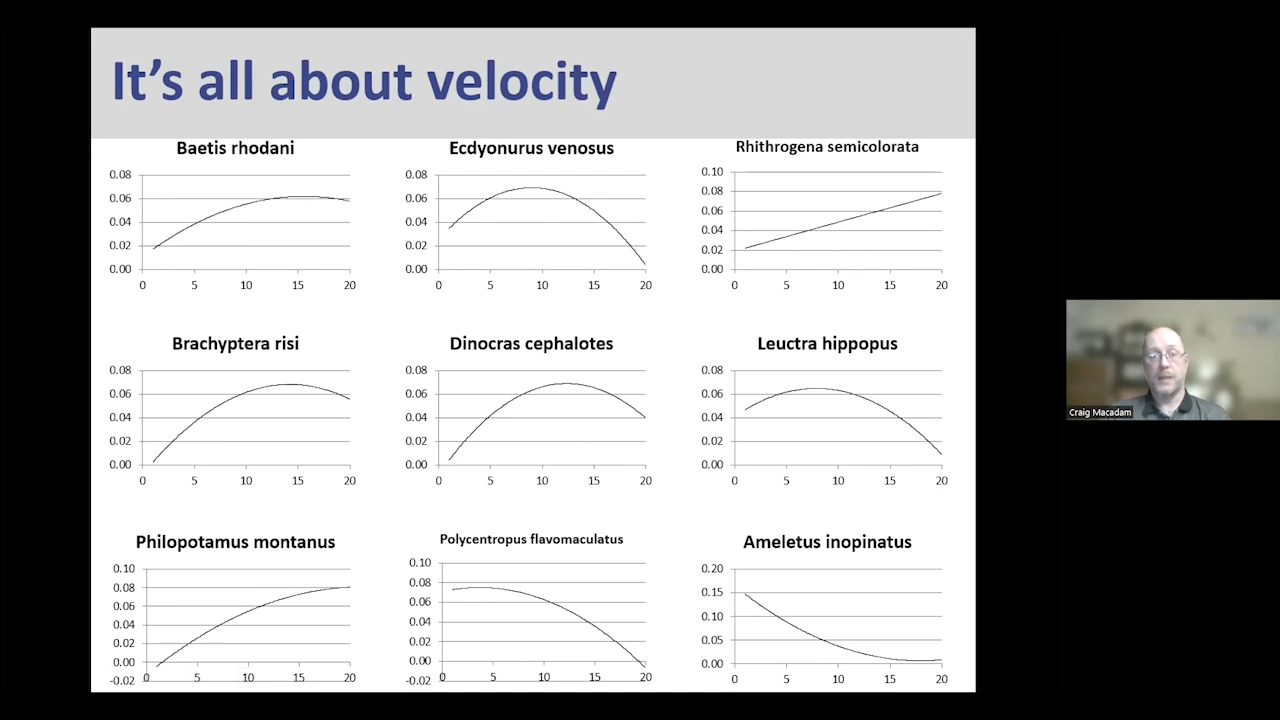 It's all about velocity
Baetis rhodani
0.08
0.06
0.04
0.02
0.00
0 5 10 15 20
Ecdyonurus venosus
0.08
0.06
0.04
0.02
0.00
0 5 10 15 20
Rhithrogena semicolorata
0.10
0.08
0.06
0.04
0.02
0.00
0 5 10 15 20
Brachyptera risi
0.08
0.06
0.04
0.02
0.00
0 5 10 15 20
Dinocras cephalotes
0.08
0.06
0.04
0.02
0.00
0 5 10 15 20
Leuctra hippopus
0.08
0.06
0.04
0.02
0.00
0 5 10 15 20
Philopotamus montanus
0.10
0.08
0.06
0.04
0.02
0.00
-0.02
0 5 10 15 20
Polycentropus flavomaculatus
0.10
0.08
0.06
0.04
0.02
0.00
-0.02
0 5 10 15 20
Ameletus inopinatus
0.20
0.15
0.10
0.05
0.00
0 5 10 15 20
Craig Macadam